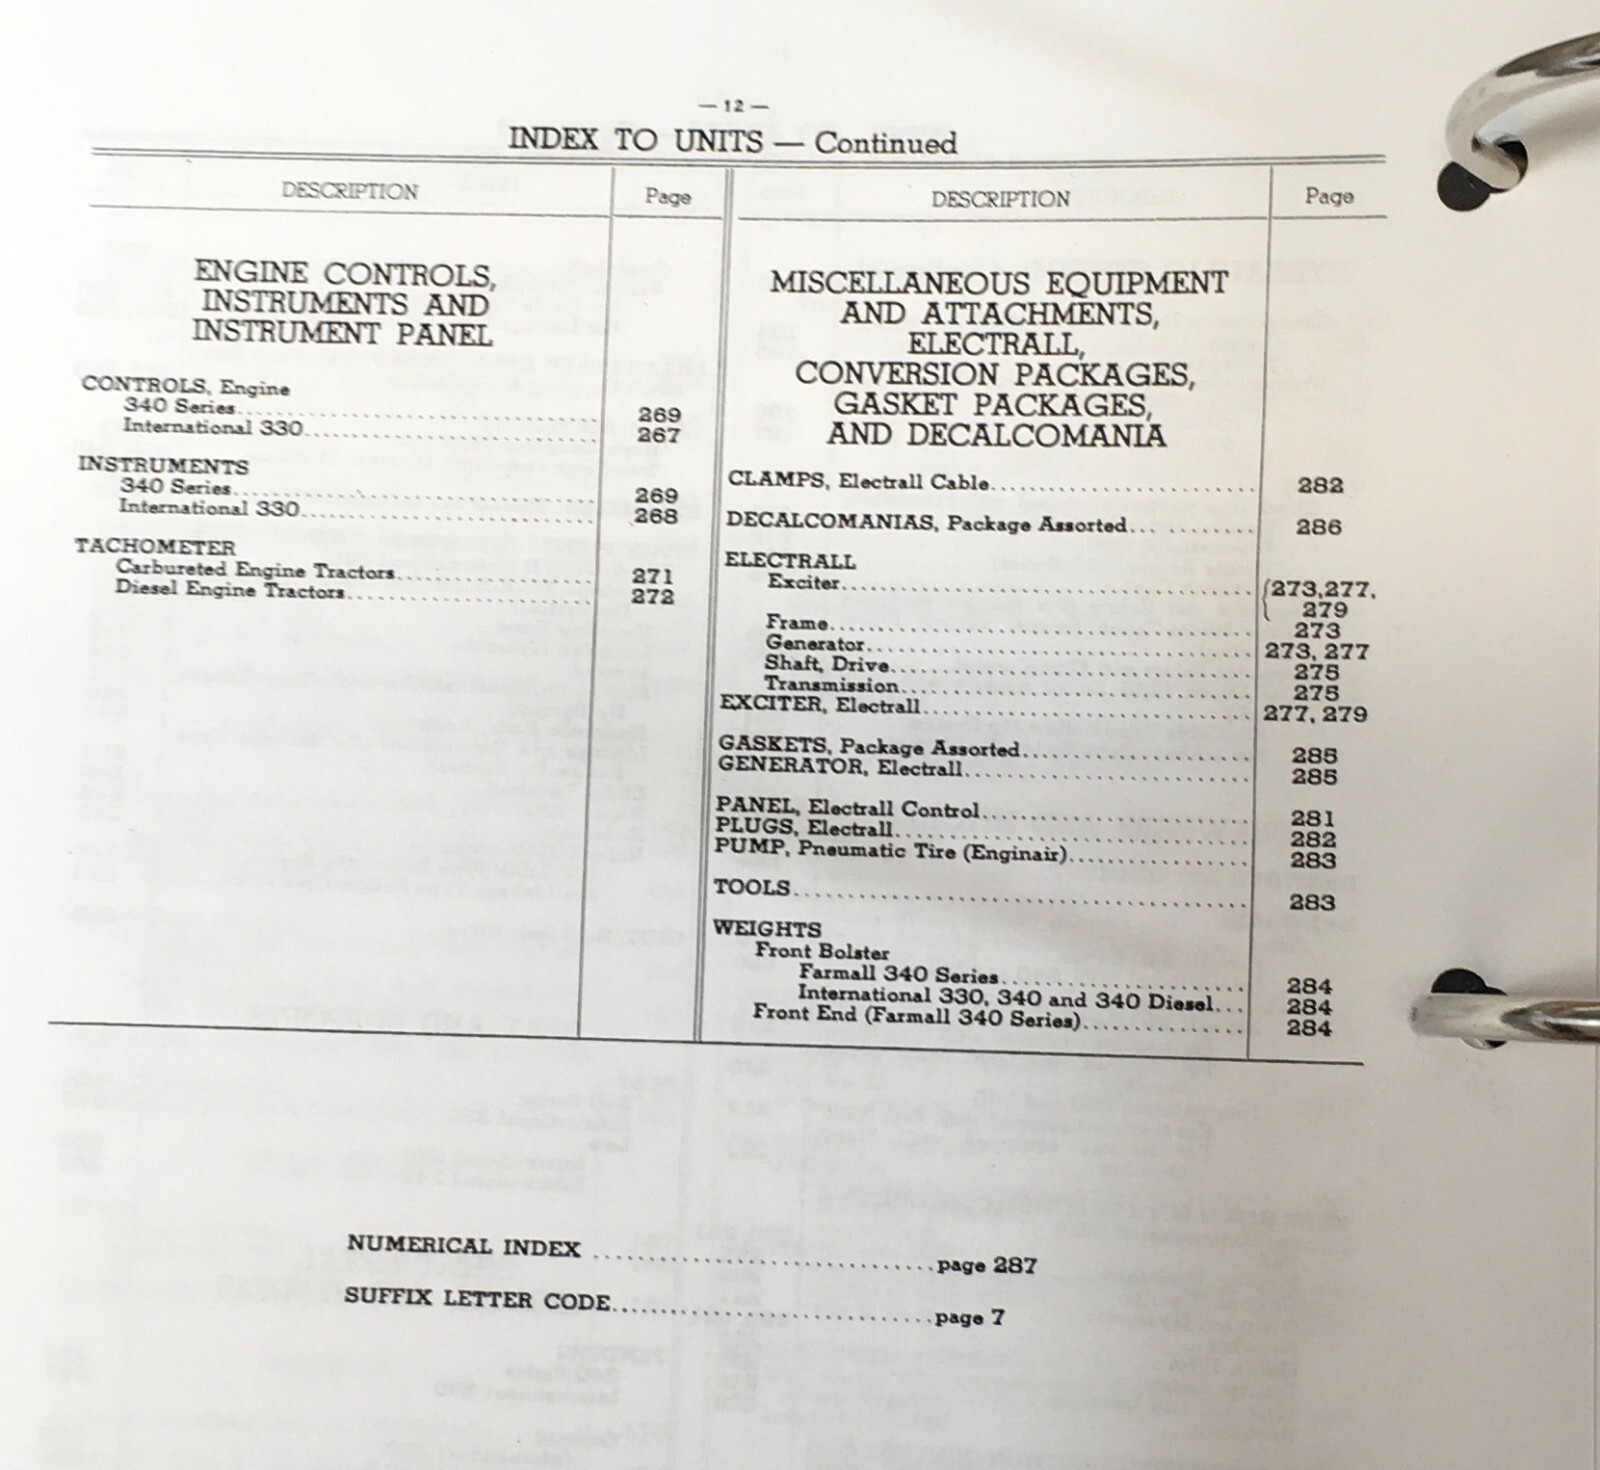 — 12 —
INDEX TO UNITS — Continued
DESCRIPTION Page
ENGINE CONTROLS,
INSTRUMENTS AND
INSTRUMENT PANEL
CONTROLS, Engine
340 Series........................ 269
International 330........................ 267
INSTRUMENTS
340 Series........................ 269
International 330........................ 268
TACHOMETER
Carbureted Engine Tractors........................ 271
Diesel Engine Tractors........................ 272
DESCRIPTION Page
MISCELLANEOUS EQUIPMENT
AND ATTACHMENTS,
ELECTRALL,
CONVERSION PACKAGES,
GASKET PACKAGES,
AND DECALCOMANIA
CLAMPS, Electrall Cable........................ 282
DECALCOMANIAS, Package Assorted............ 286
ELECTRALL
Exciter........................ {273,277,
279
Frame........................ 273
Generator........................ 273, 277
Shaft, Drive........................ 275
Transmission........................ 275
EXCITER, Electrall........................ 277, 279
GASKETS, Package Assorted........................ 285
GENERATOR, Electrall........................ 285
PANEL, Electrall Control........................ 281
PLUGS, Electrall........................ 282
PUMP, Pneumatic Tire (Enginair)................ 283
TOOLS........................ 283
WEIGHTS
Front Bolster
Farmall 340 Series........................ 284
International 330, 340 and 340 Diesel... 284
Front End (Farmall 340 Series)............... 284
NUMERICAL INDEX ................................page 287
SUFFIX LETTER CODE..............................page 7